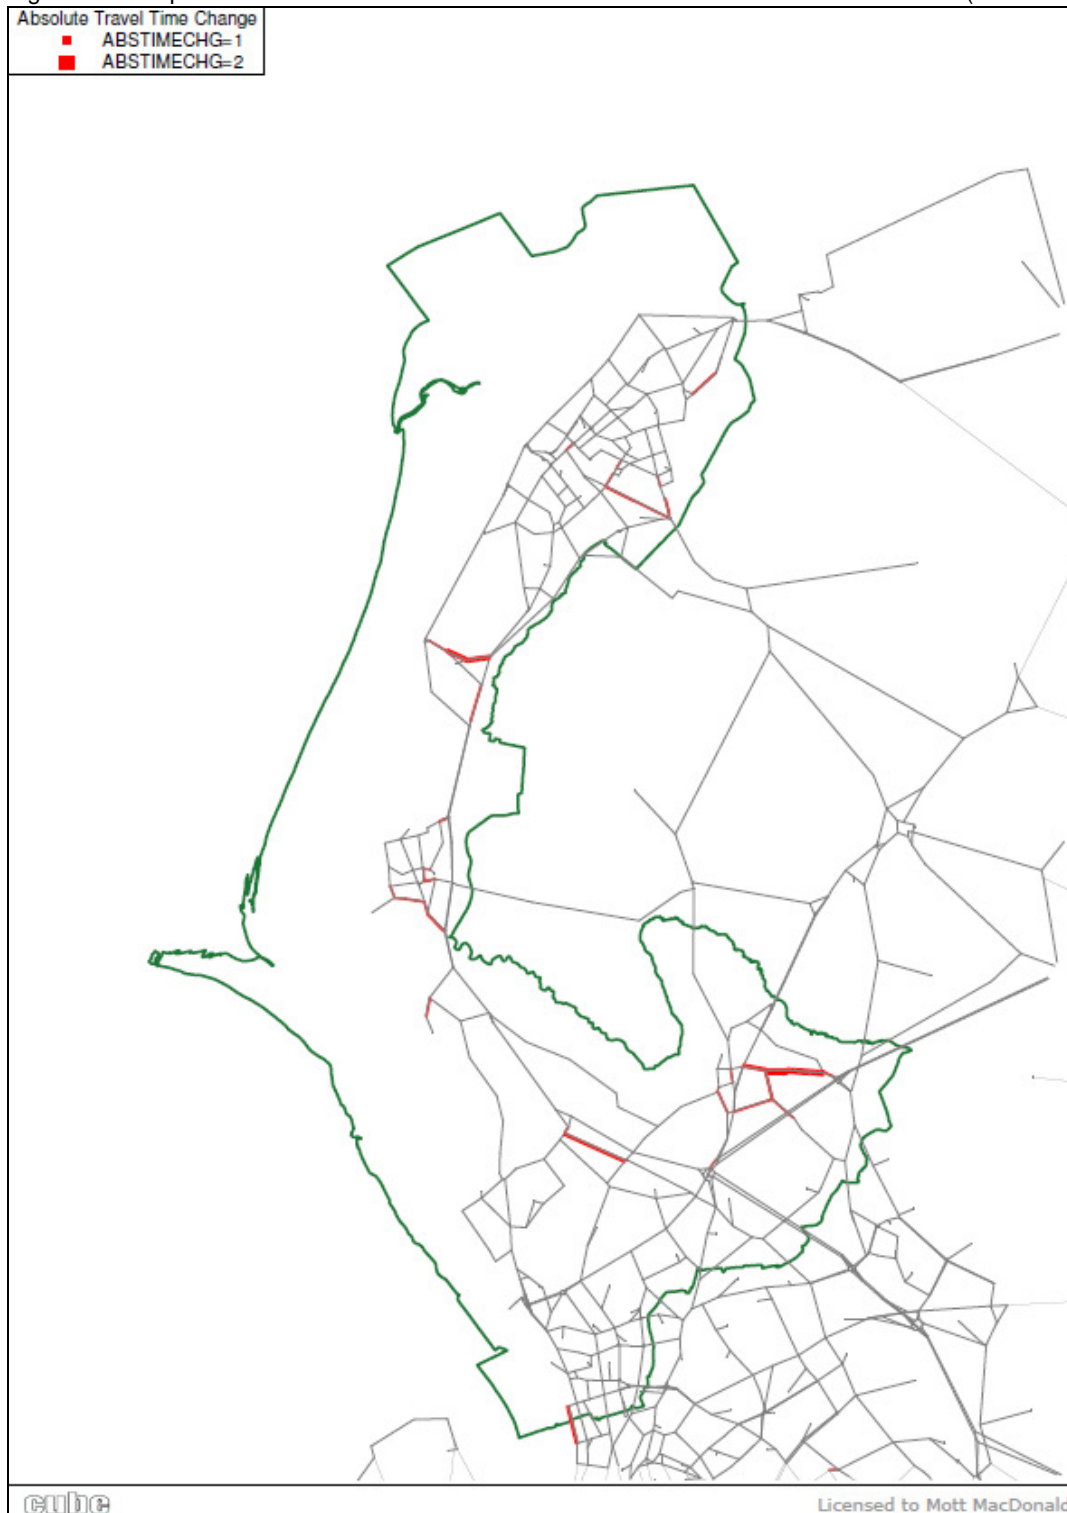 Absolute Travel Time Change
ABSTIMECHG=1
ABSTIMECHG=2
cube
Licensed to Mott MacDonald